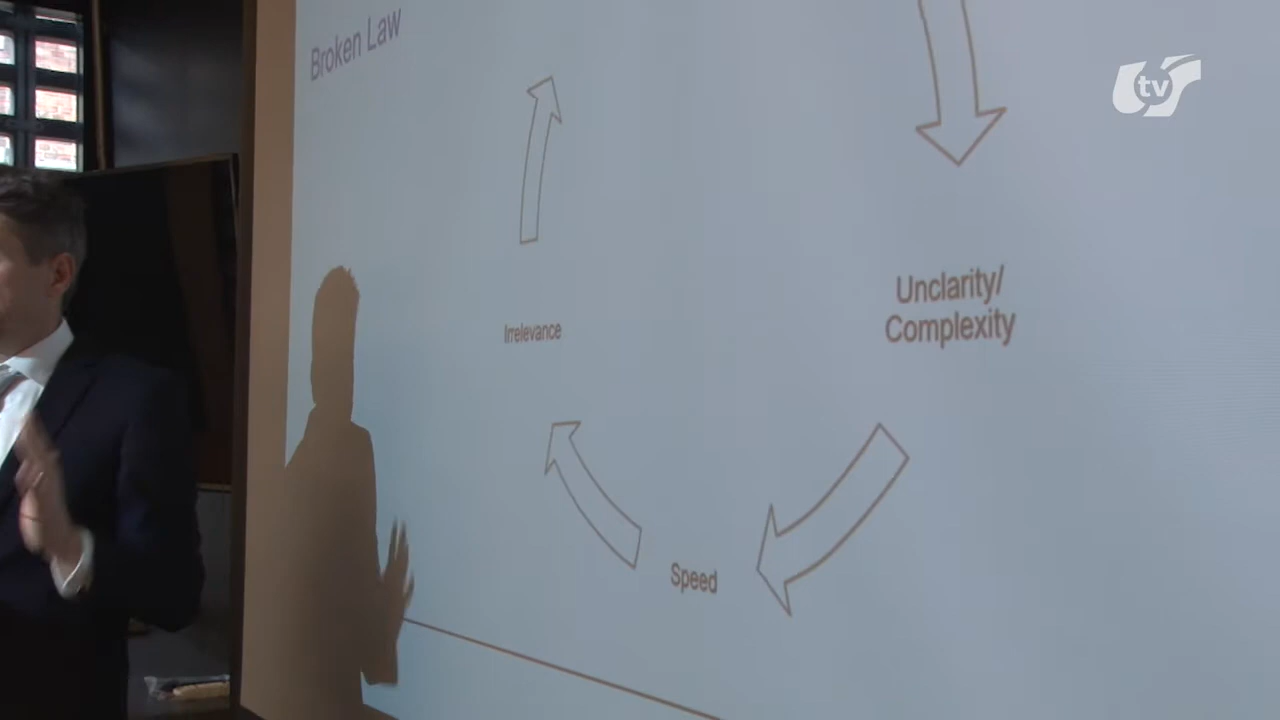 Broken Law
tv
Unclarity/
Complexity
Irrelevance
Speed